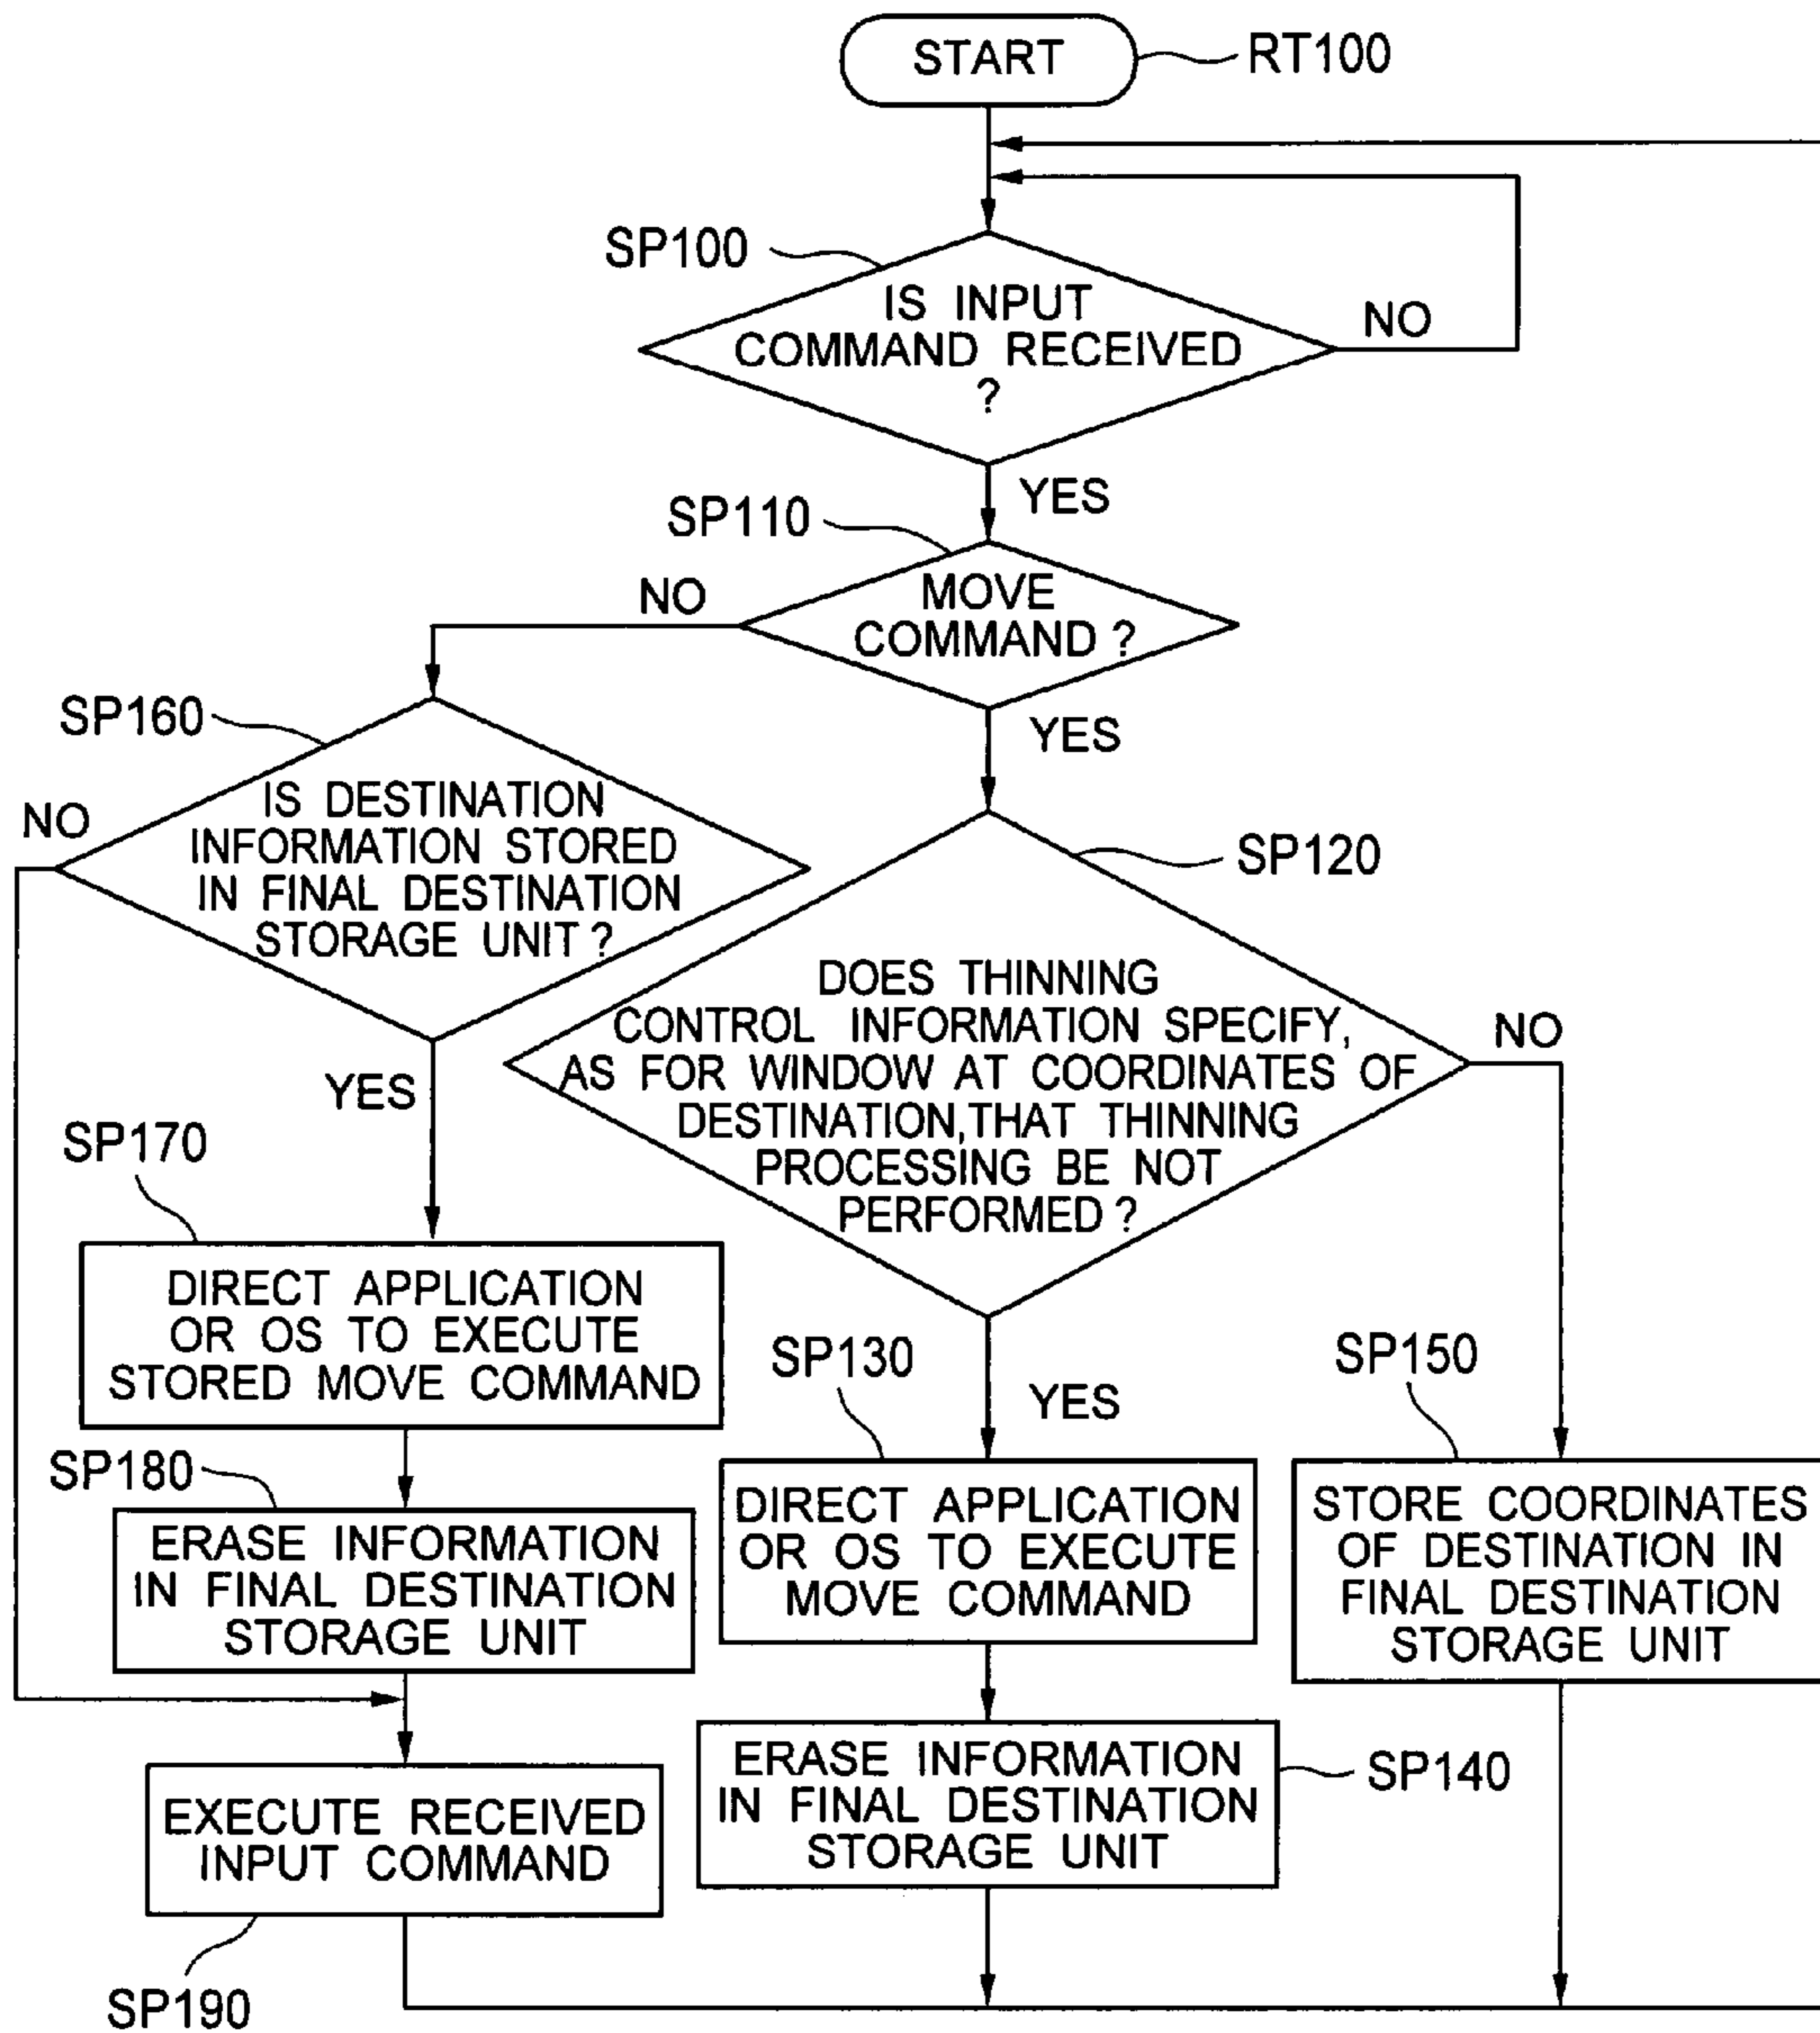 START
RT100
SP100
IS INPUT
COMMAND RECEIVED
?
NO
YES
SP110
MOVE
COMMAND ?
NO
YES
SP160
IS DESTINATION
INFORMATION STORED
IN FINAL DESTINATION
STORAGE UNIT ?
NO
YES
SP120
DOES THINNING
CONTROL INFORMATION SPECIFY,
AS FOR WINDOW AT COORDINATES OF
DESTINATION, THAT THINNING
PROCESSING BE NOT
PERFORMED ?
NO
YES
SP170
DIRECT APPLICATION
OR OS TO EXECUTE
STORED MOVE COMMAND
SP130
DIRECT APPLICATION
OR OS TO EXECUTE
MOVE COMMAND
SP150
STORE COORDINATES
OF DESTINATION IN
FINAL DESTINATION
STORAGE UNIT
SP180
ERASE INFORMATION
IN FINAL DESTINATION
STORAGE UNIT
ERASE INFORMATION
IN FINAL DESTINATION
STORAGE UNIT
SP140
EXECUTE RECEIVED
INPUT COMMAND
SP190